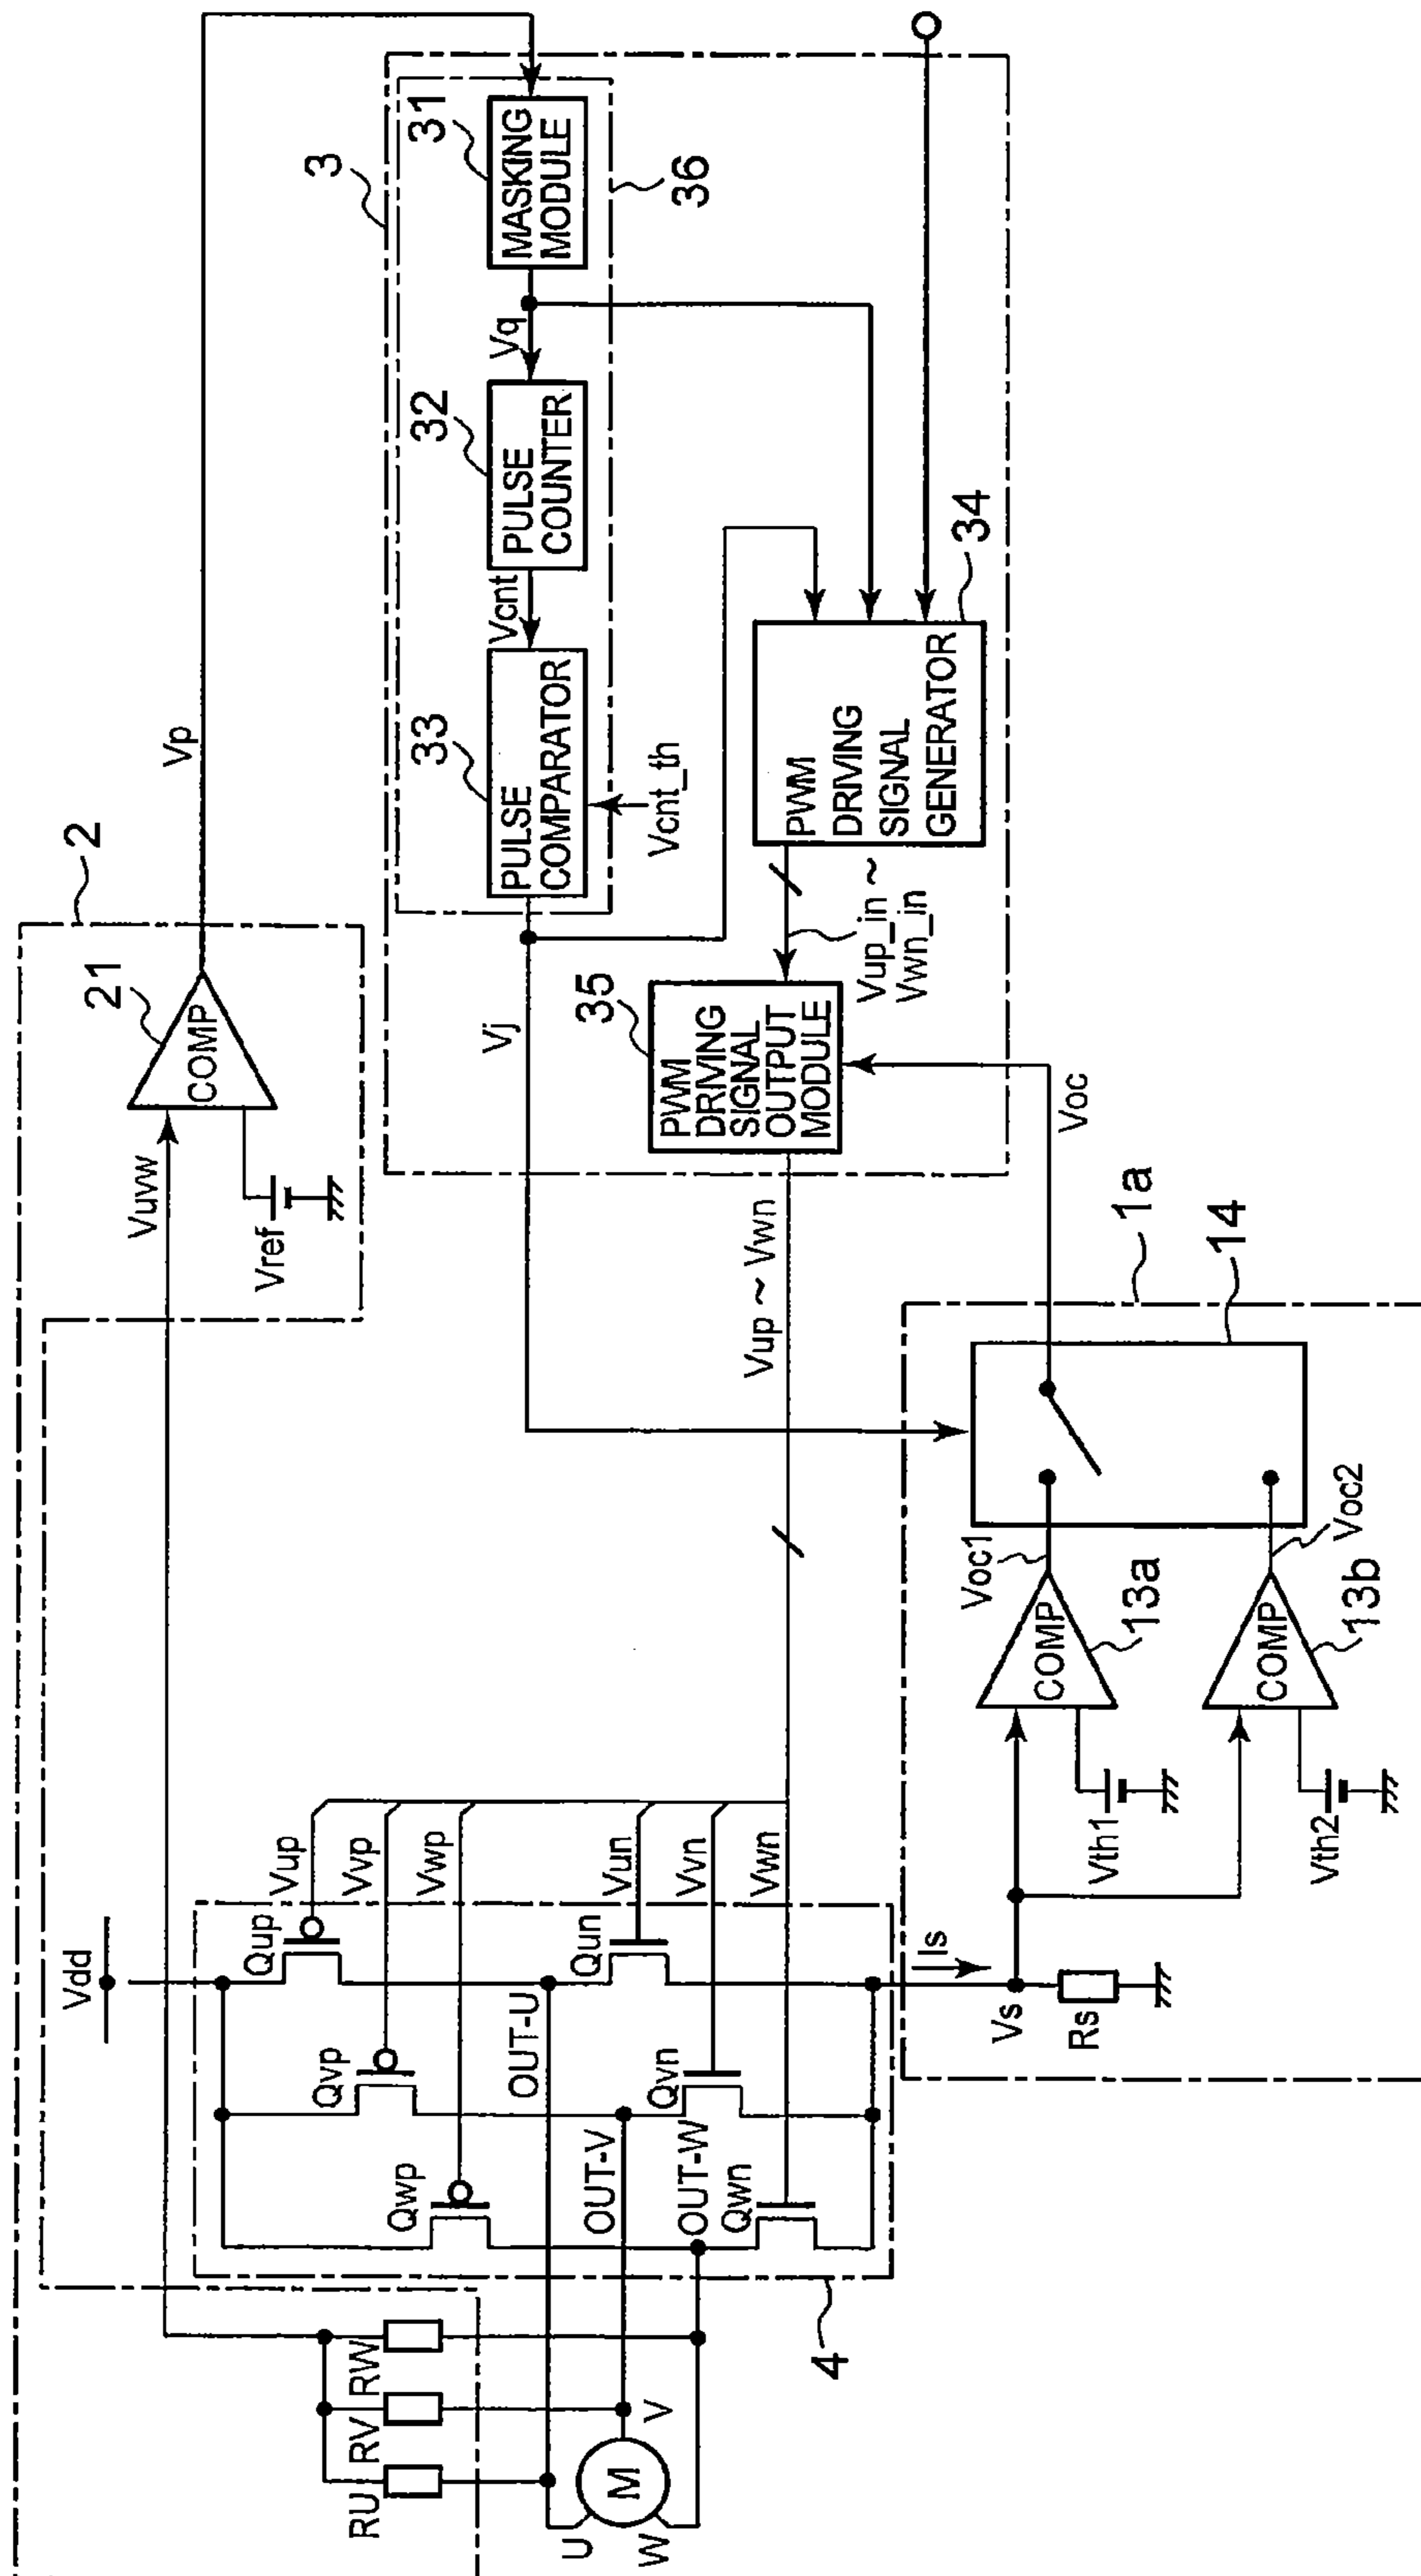 Vdd
RU
RV
RW
U
V
W
M
4
OUT-U
OUT-V
OUT-W
Qup
Qvp
Qwp
Qun
Qvn
Qwn
Vup
Vvp
Vwp
Vun
Vvn
Vwn
Vuvw
Vref
COMP
21
2
Vp
3
31
MASKING
MODULE
36
Vq
32
PULSE
COUNTER
Vcnt
33
PULSE
COMPARATOR
Vcnt_th
Vj
34
PWM
DRIVING
SIGNAL
GENERATOR
Vup_in ~
Vwn_in
35
PWM
DRIVING
SIGNAL
OUTPUT
MODULE
Vup ~ Vwn
Voc
1a
14
Is
Vs
Rs
Vth1
COMP
13a
Voc1
Vth2
COMP
13b
Voc2